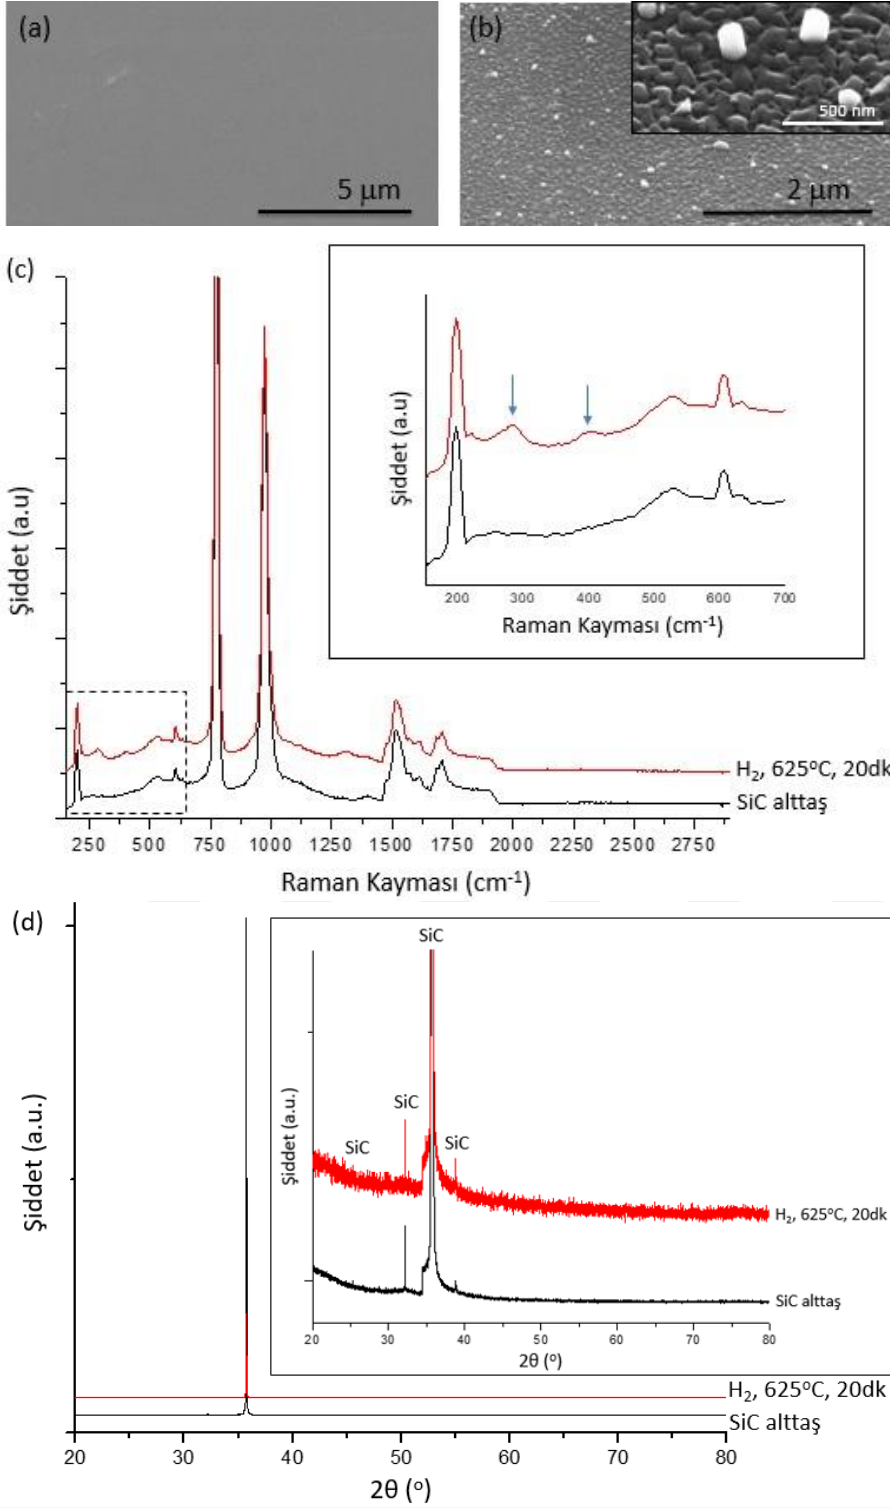 (a)
5 µm
(b)
500 nm
2 µm
(c)
Şiddet (a.u)
Şiddet (a.u)
200 300 400 500 600 700
Raman Kayması (cm⁻¹)
H₂, 625°C, 20dk
SiC alttaş
250 500 750 1000 1250 1500 1750 2000 2250 2500 2750
Raman Kayması (cm⁻¹)
(d)
Şiddet (a.u.)
SiC
SiC
SiC
SiC
Şiddet (a.u.)
H₂, 625°C, 20dk
SiC alttaş
20 30 40 50 60 70 80
2θ (°)
H₂, 625°C, 20dk
SiC alttaş
20 30 40 50 60 70 80
2θ (°)